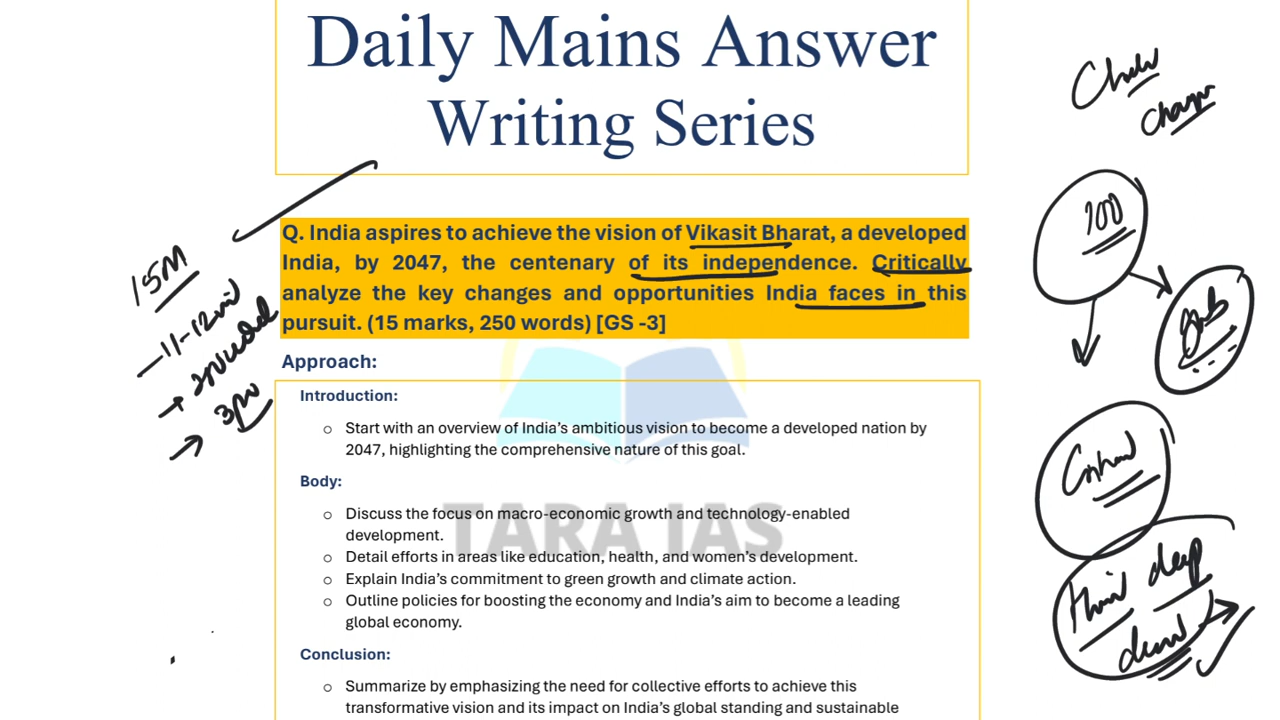 Daily Mains Answer
Writing Series
Q. India aspires to achieve the vision of Vikasit Bharat, a developed
India, by 2047, the centenary of its independence. Critically
analyze the key changes and opportunities India faces in this
pursuit. (15 marks, 250 words) [GS -3]
Approach:
Introduction:
o Start with an overview of India's ambitious vision to become a developed nation by
2047, highlighting the comprehensive nature of this goal.
Body:
o Discuss the focus on macro-economic growth and technology-enabled
development.
o Detail efforts in areas like education, health, and women's development.
o Explain India's commitment to green growth and climate action.
o Outline policies for boosting the economy and India's aim to become a leading
global economy.
Conclusion:
o Summarize by emphasizing the need for collective efforts to achieve this
transformative vision and its impact on India's global standing and sustainable
TARA IAS
15M
11-12
100
deep